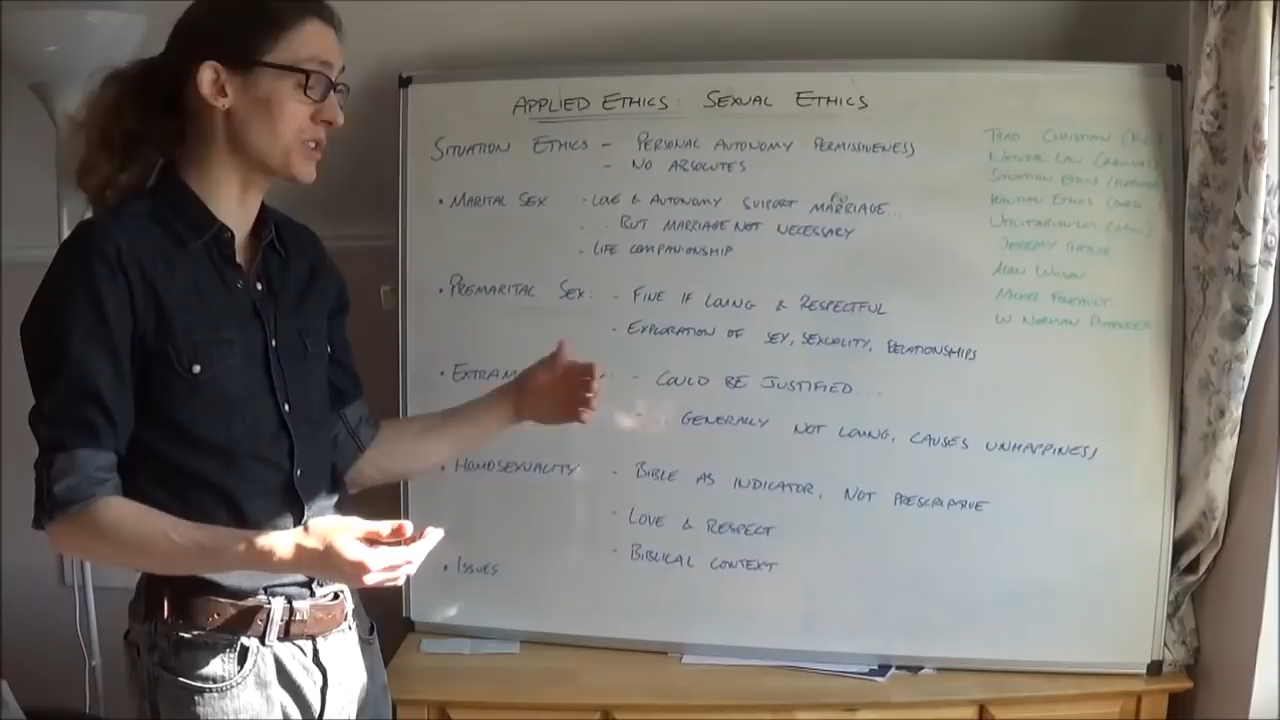 APPLIED ETHICS: SEXUAL ETHICS
SITUATION ETHICS - PERSONAL AUTONOMY PERMISSIVENESS
- NO ABSOLUTES
• MARITAL SEX • LOVE & AUTONOMY SUPPORT MARRIAGE...
... BUT MARRIAGE NOT NECESSARY
• LIFE COMPANIONSHIP
• PREMARITAL SEX: - FINE IF LOVING & RESPECTFUL
- EXPLORATION OF SEX, SEXUALITY, RELATIONSHIPS
• EXTRAM - COULD BE JUSTIFIED...
GENERALLY NOT LOVING, CAUSES UNHAPPINESS
• HOMOSEXUALITY - BIBLE AS INDICATOR, NOT PRESCRIPTIVE
- LOVE & RESPECT
- BIBLICAL CONTEXT
• ISSUES
TRAD CHRISTIAN
NATURAL LAW
SITUATION ETHICS
KANTIAN ETHICS
UTILITARIANISM
JEREMY
MICHEL FOUCAULT
W NORMAN PITTENGER